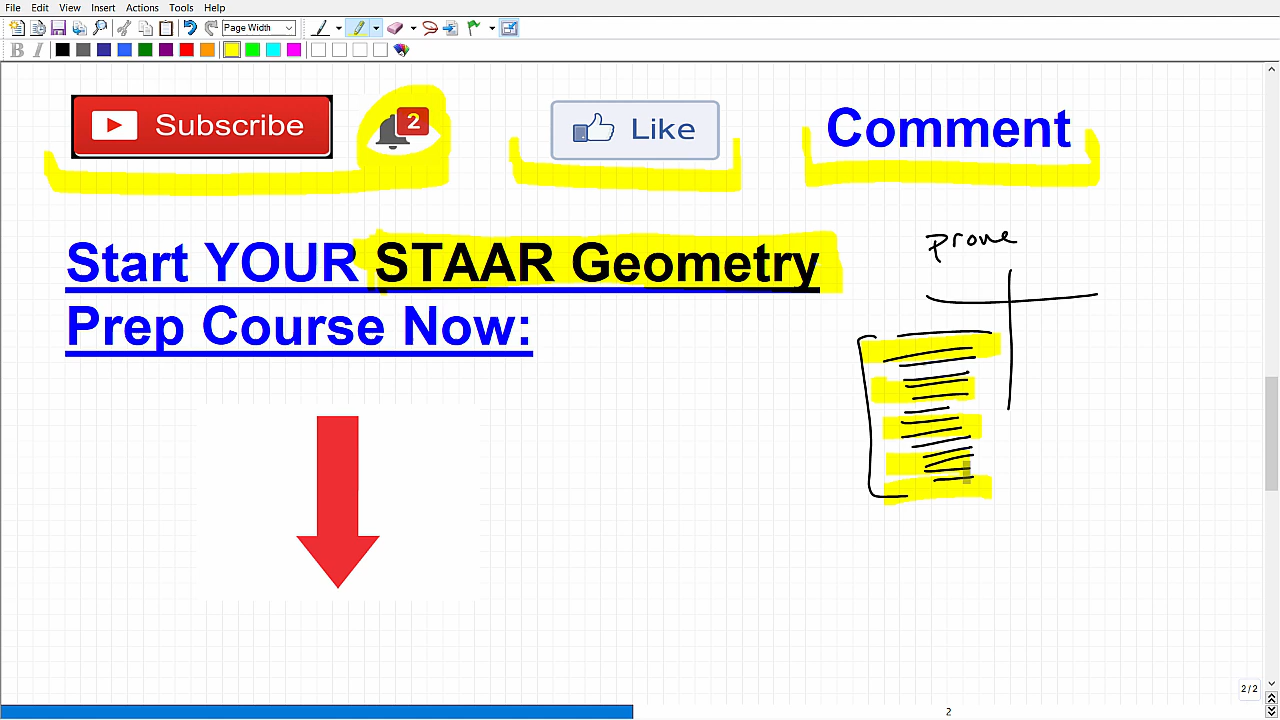 File Edit View Insert Actions Tools Help
Page Width
B I
Subscribe 2 Like Comment
Start YOUR STAAR Geometry
Prep Course Now:
prove
2/2
2